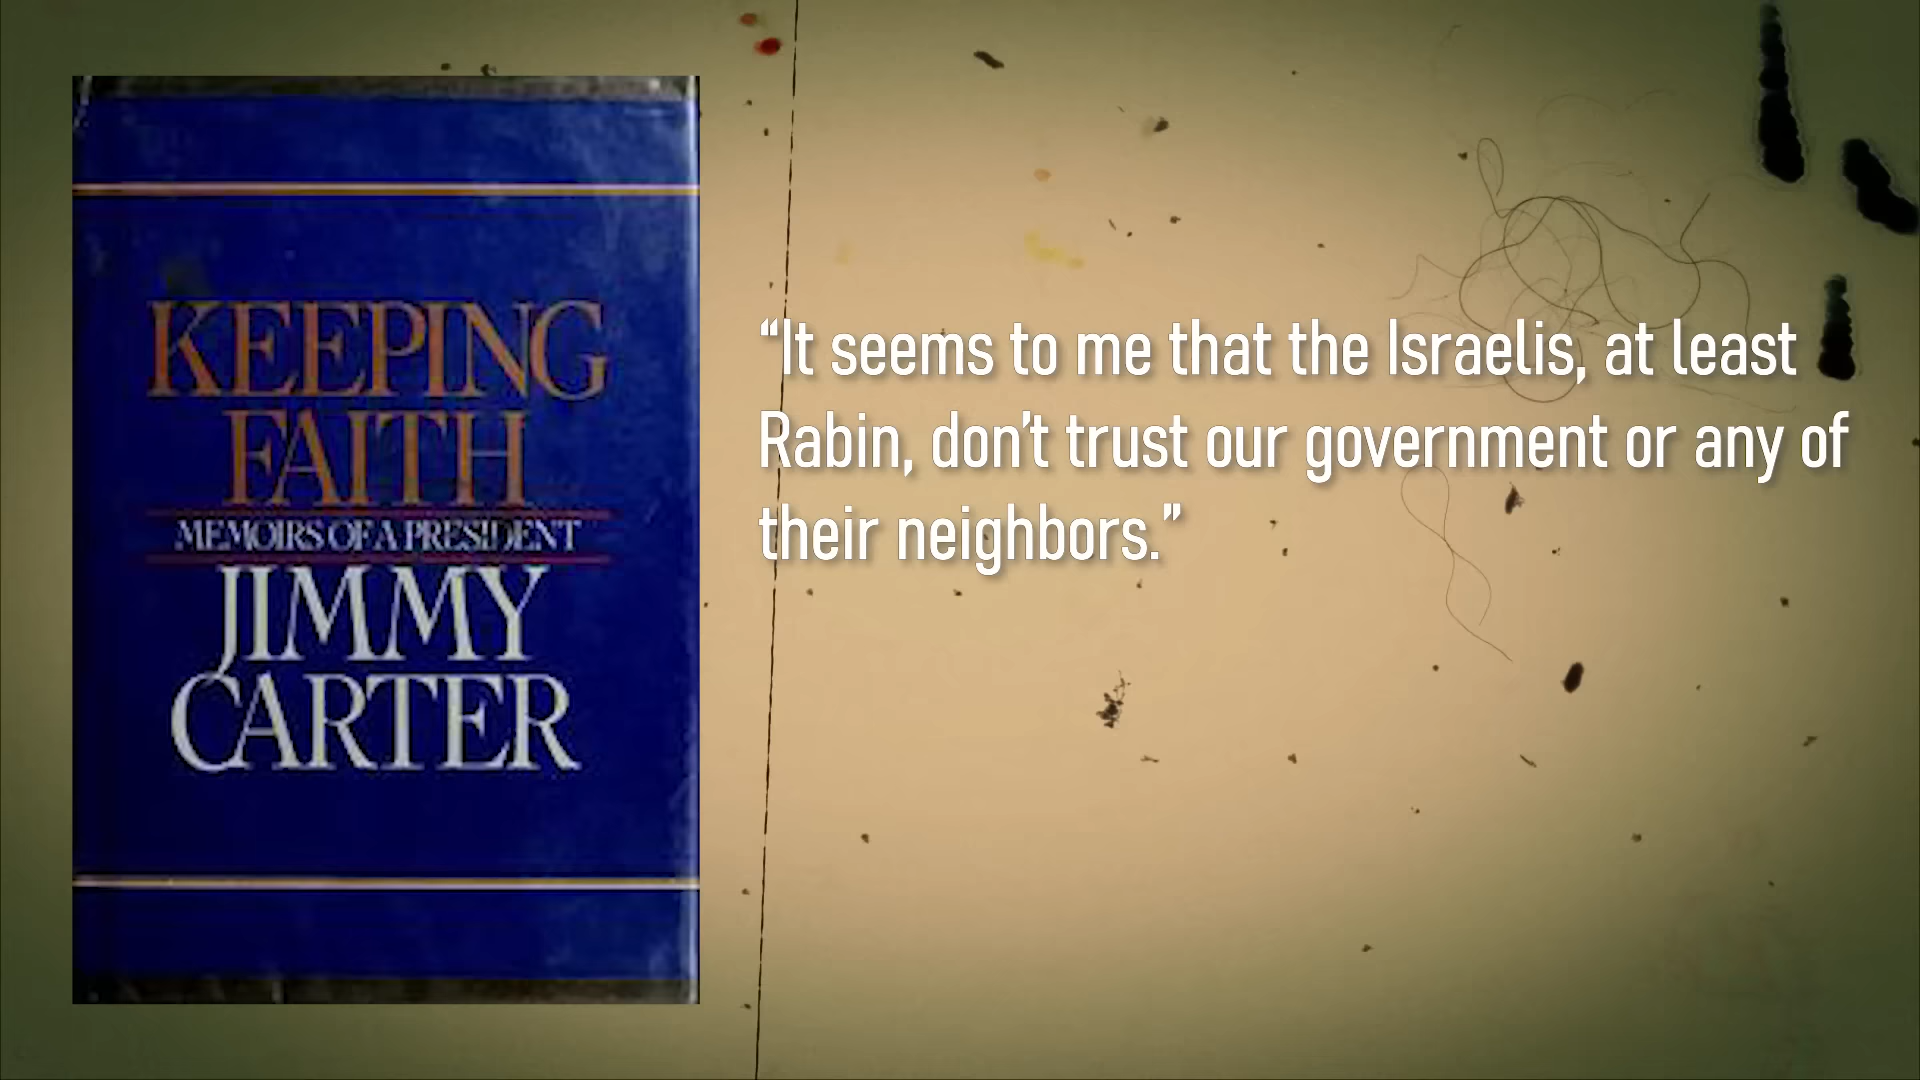 KEEPING
FAITH
MEMOIRS OF A PRESIDENT
JIMMY
CARTER
“It seems to me that the Israelis, at least
Rabin, don’t trust our government or any of
their neighbors.”